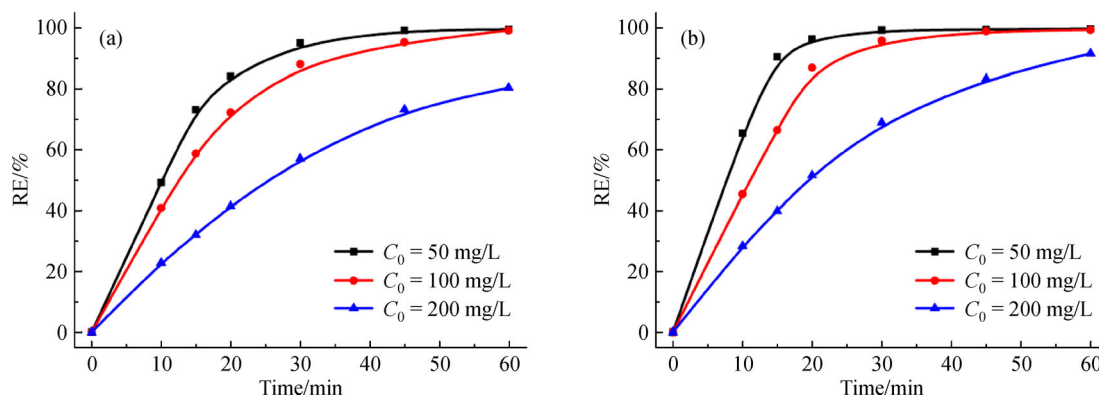 (a)
RE/%
100
80
60
40
20
0
C₀ = 50 mg/L
C₀ = 100 mg/L
C₀ = 200 mg/L
0 10 20 30 40 50 60
Time/min
(b)
RE/%
100
80
60
40
20
0
C₀ = 50 mg/L
C₀ = 100 mg/L
C₀ = 200 mg/L
0 10 20 30 40 50 60
Time/min